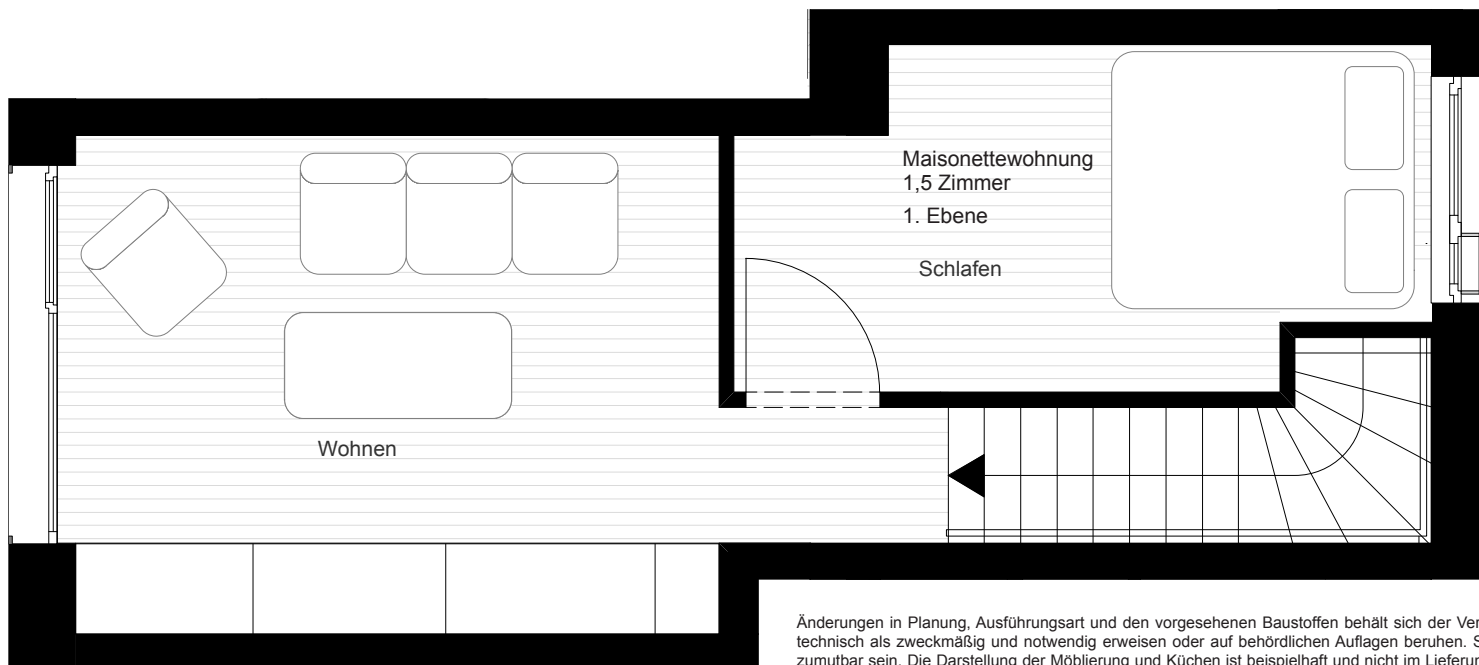 Maisonettewohnung
1,5 Zimmer
1. Ebene
Schlafen
Wohnen
Änderungen in Planung, Ausführungsart und den vorgesehenen Baustoffen behält sich der
technisch als zweckmäßig und notwendig erweisen oder auf behördlichen Auflagen beruhen.
zumutbar sein. Die Darstellung der Möblierung und Küchen ist beispielhaft und nicht im